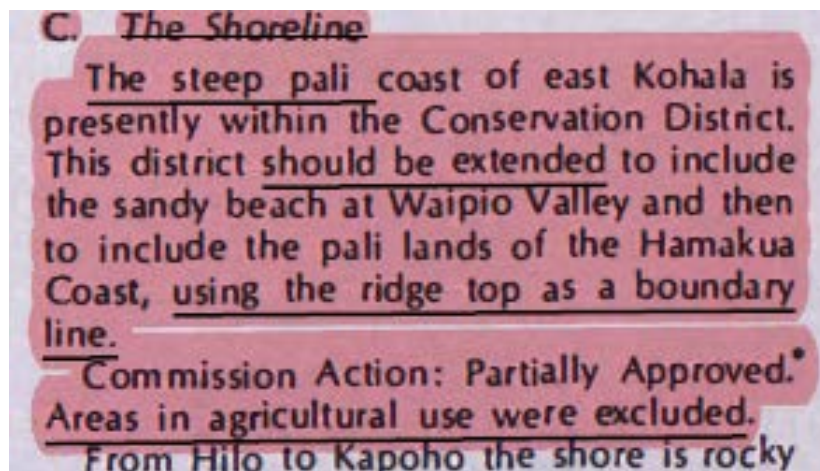 C. The Shoreline
The steep pali coast of east Kohala is
presently within the Conservation District.
This district should be extended to include
the sandy beach at Waipio Valley and then
to include the pali lands of the Hamakua
Coast, using the ridge top as a boundary
line.
Commission Action: Partially Approved.*
Areas in agricultural use were excluded.
From Hilo to Kapoho the shore is rocky